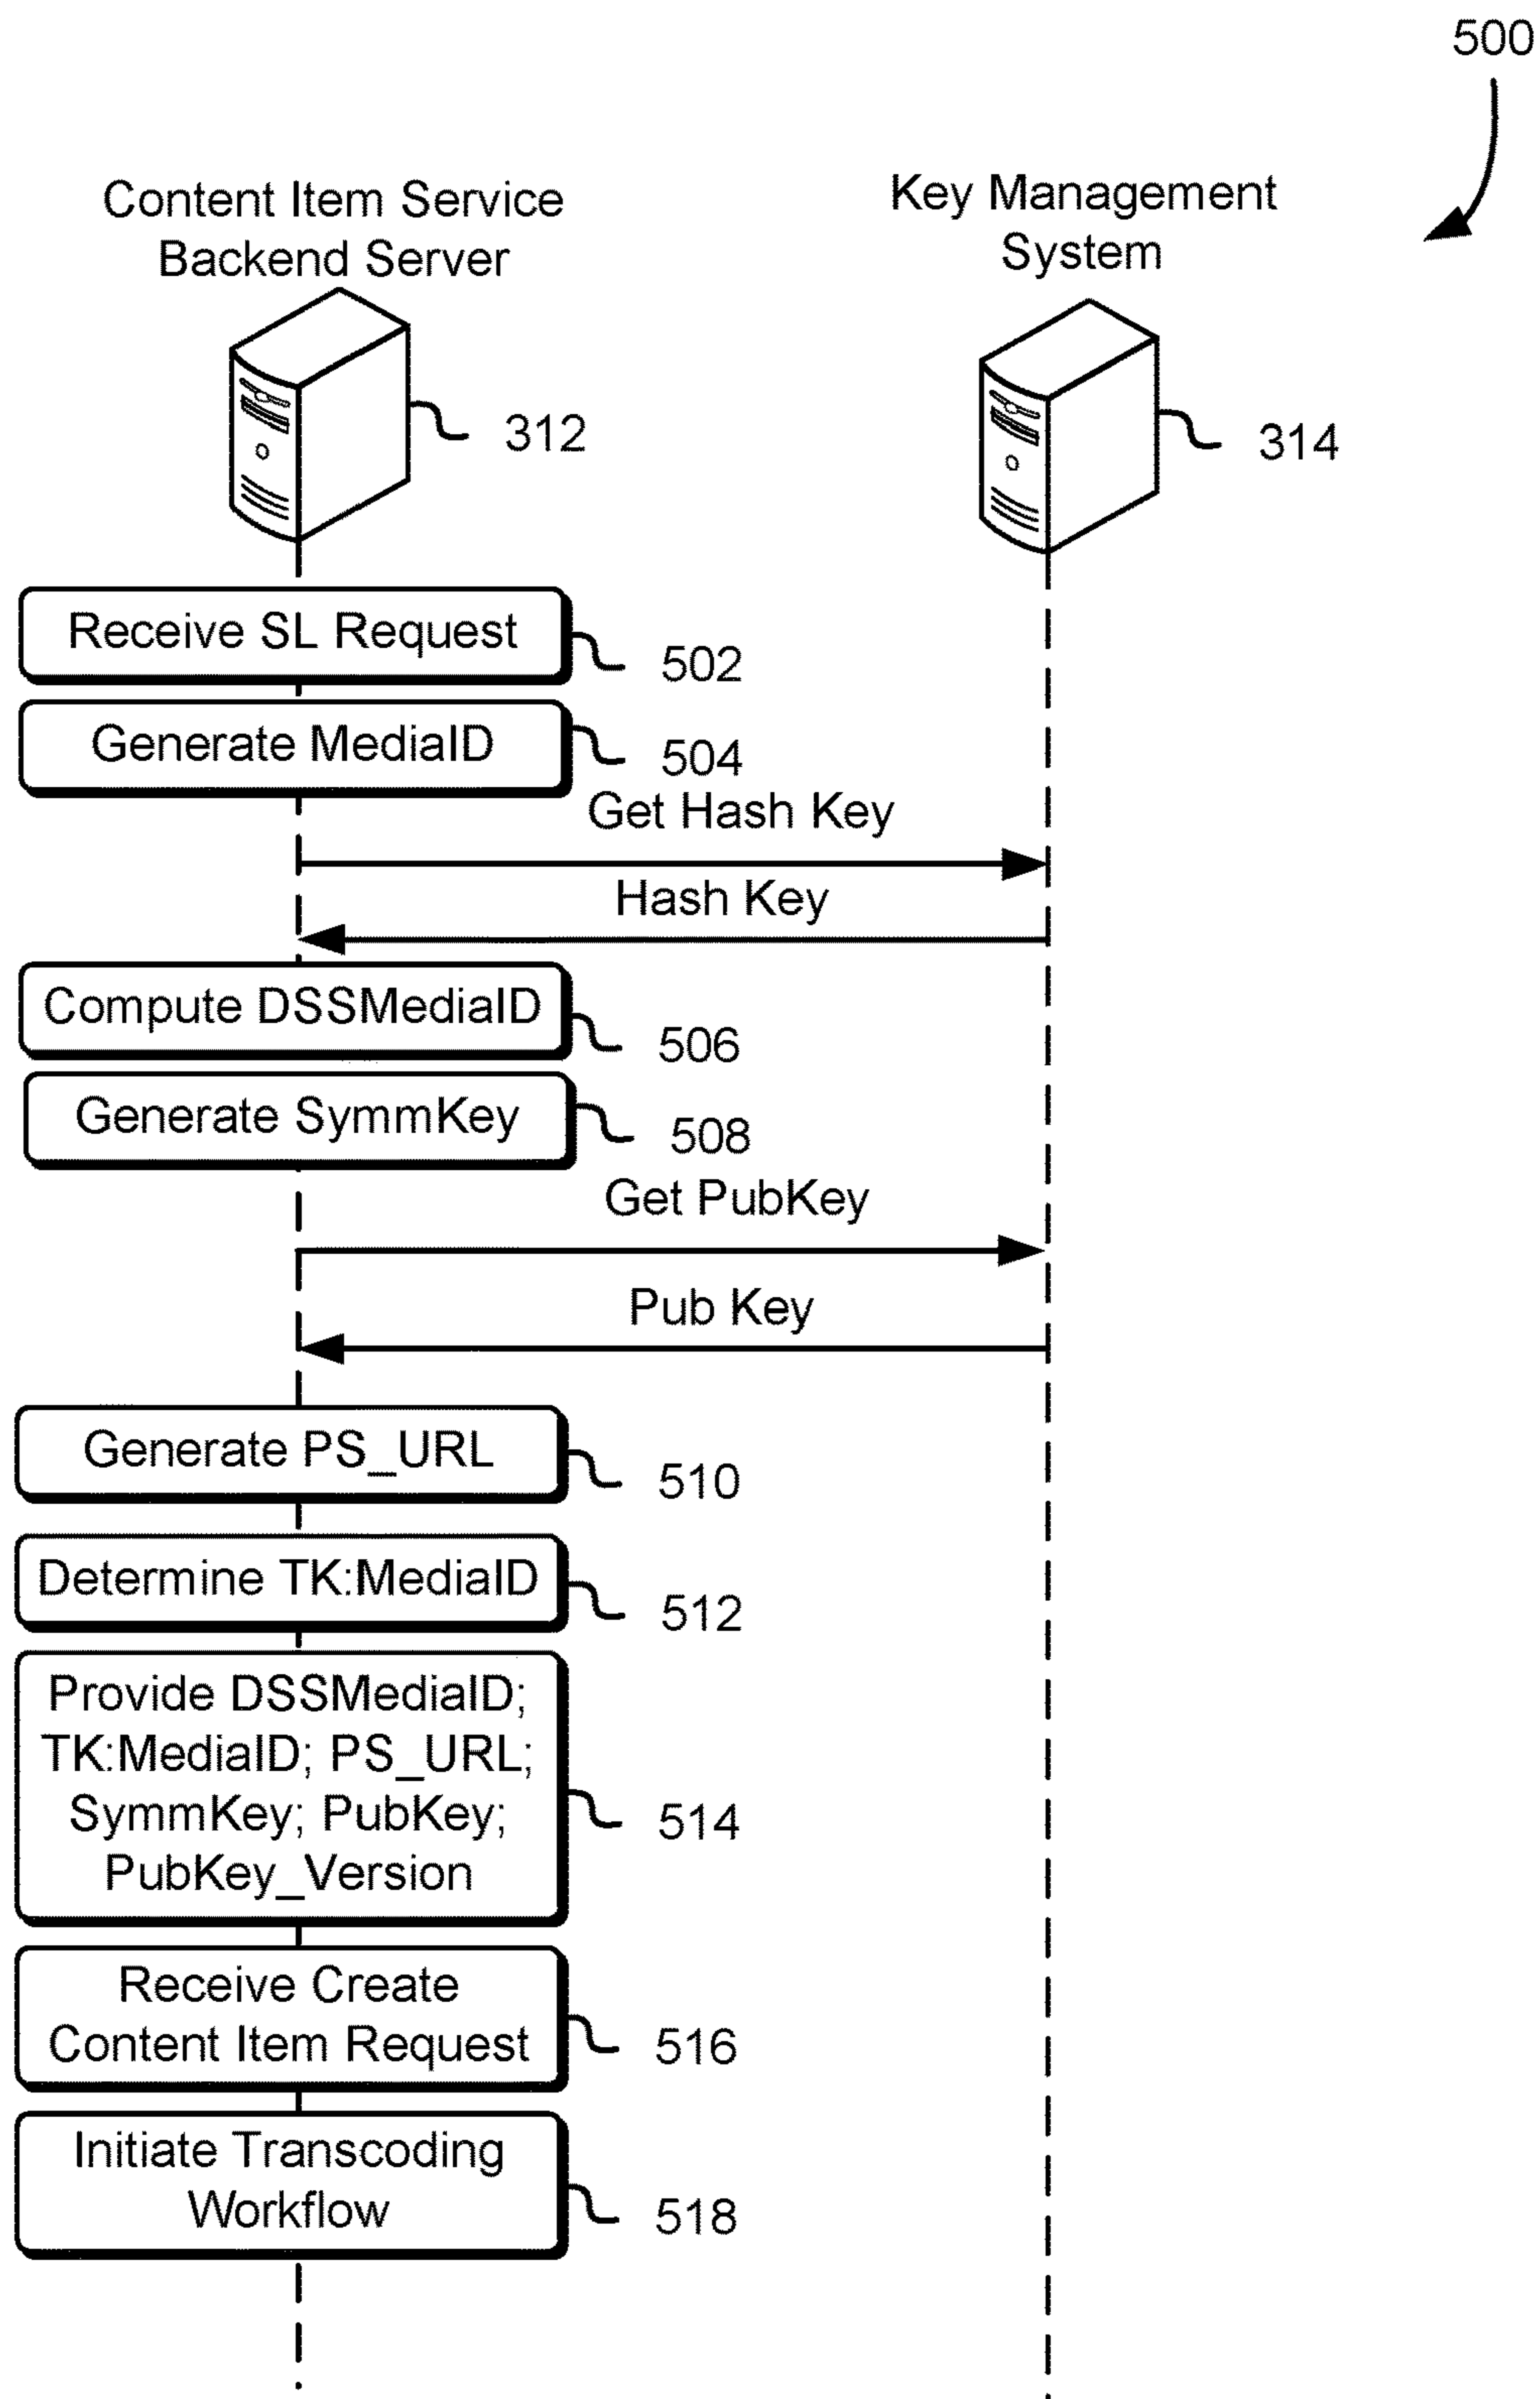 500
Content Item Service
Backend Server
Key Management
System
312
314
Receive SL Request
502
Generate MediaID
504
Get Hash Key
Hash Key
Compute DSSMediaID
506
Generate SymmKey
508
Get PubKey
Pub Key
Generate PS_URL
510
Determine TK:MediaID
512
Provide DSSMediaID;
TK:MediaID; PS_URL;
SymmKey; PubKey;
PubKey_Version
514
Receive Create
Content Item Request
516
Initiate Transcoding
Workflow
518